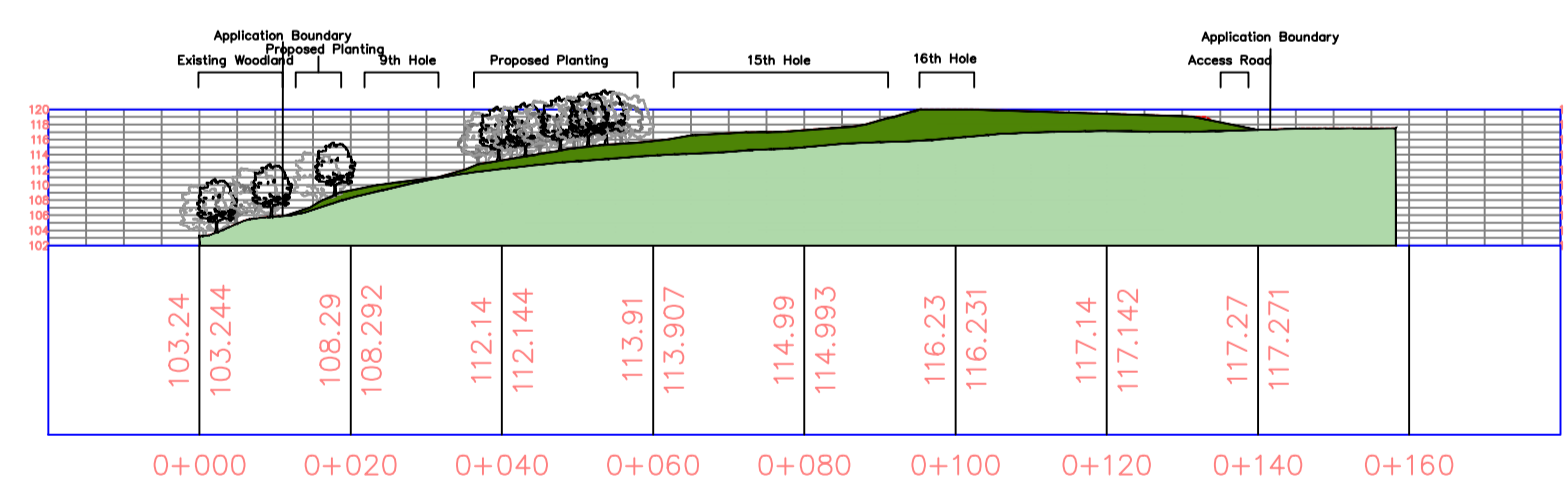 Application Boundary
Proposed Planting
Existing Woodland
9th Hole
Proposed Planting
15th Hole
16th Hole
Application Boundary
Access Road
120
118
116
114
112
110
108
106
104
102
103.24
103.244
108.29
108.292
112.14
112.144
113.91
113.907
114.99
114.993
116.23
116.231
117.14
117.142
117.27
117.271
0+000 0+020 0+040 0+060 0+080 0+100 0+120 0+140 0+160